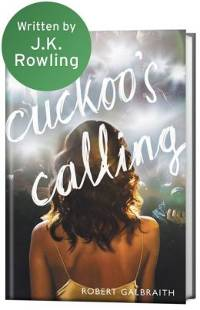 Written by
J.K.
Rowling
cuckoo's
calling
ROBERT GALBRAITH